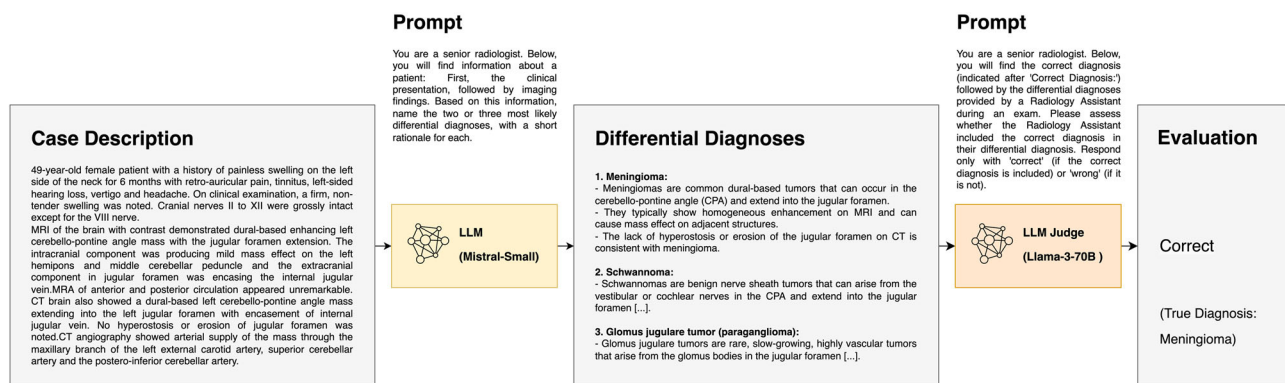 Case Description
49-year-old female patient with a history of painless swelling on the left
side of the neck for 6 months with retro-auricular pain, tinnitus, left-sided
hearing loss, vertigo and headache. On clinical examination, a firm, non-
tender swelling was noted. Cranial nerves II to XII were grossly intact
except for the VIII nerve.
MRI of the brain with contrast demonstrated dural-based enhancing left
cerebello-pontine angle mass with the jugular foramen extension. The
intracranial component was producing mild mass effect on the left
hemipons and middle cerebellar peduncle and the extracranial
component in jugular foramen was encasing the internal jugular
vein.MRA of anterior and posterior circulation appeared unremarkable.
CT brain also showed a dural-based left cerebello-pontine angle mass
extending into the left jugular foramen with encasement of internal
jugular vein. No hyperostosis or erosion of jugular foramen was
noted.CT angiography showed arterial supply of the mass through the
maxillary branch of the left external carotid artery, superior cerebellar
artery and the postero-inferior cerebellar artery.
Prompt
You are a senior radiologist. Below,
you will find information about a
patient: First, the clinical
presentation, followed by imaging
findings. Based on this information,
name the two or three most likely
differential diagnoses, with a short
rationale for each.
LLM
(Mistral-Small)
Differential Diagnoses
1. Meningioma:
- Meningiomas are common dural-based tumors that can occur in the
cerebello-pontine angle (CPA) and extend into the jugular foramen.
- They typically show homogeneous enhancement on MRI and can
cause mass effect on adjacent structures.
- The lack of hyperostosis or erosion of the jugular foramen on CT is
consistent with meningioma.
2. Schwannoma:
- Schwannomas are benign nerve sheath tumors that can arise from the
vestibular or cochlear nerves in the CPA and extend into the jugular
foramen [...].
3. Glomus jugulare tumor (paraganglioma):
- Glomus jugulare tumors are rare, slow-growing, highly vascular tumors
that arise from the glomus bodies in the jugular foramen [...].
Prompt
You are a senior radiologist. Below,
you will find the correct diagnosis
(indicated after 'Correct Diagnosis:')
followed by the differential diagnoses
provided by a Radiology Assistant
during an exam. Please assess
whether the Radiology Assistant
included the correct diagnosis in
their differential diagnosis. Respond
only with 'correct' (if the correct
diagnosis is included) or 'wrong' (if it
is not).
LLM Judge
(Llama-3-70B )
Evaluation
Correct
(True Diagnosis:
Meningioma)